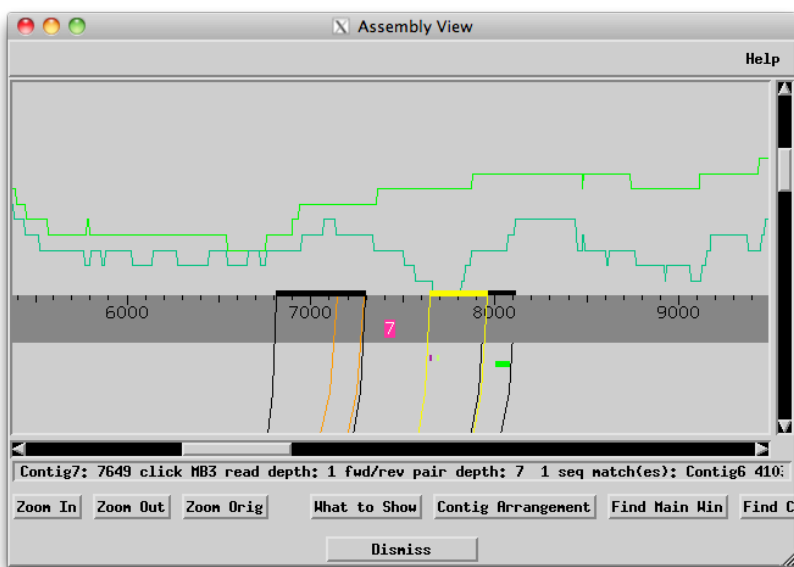 X Assembly View
Help
6000 7000 8000 9000
7
Contig7: 7649 click MB3 read depth: 1 fwd/rev pair depth: 7 1 seq match(es): Contig6 410
Zoom In Zoom Out Zoom Orig What to Show Contig Arrangement Find Main Win Find C
Dismiss